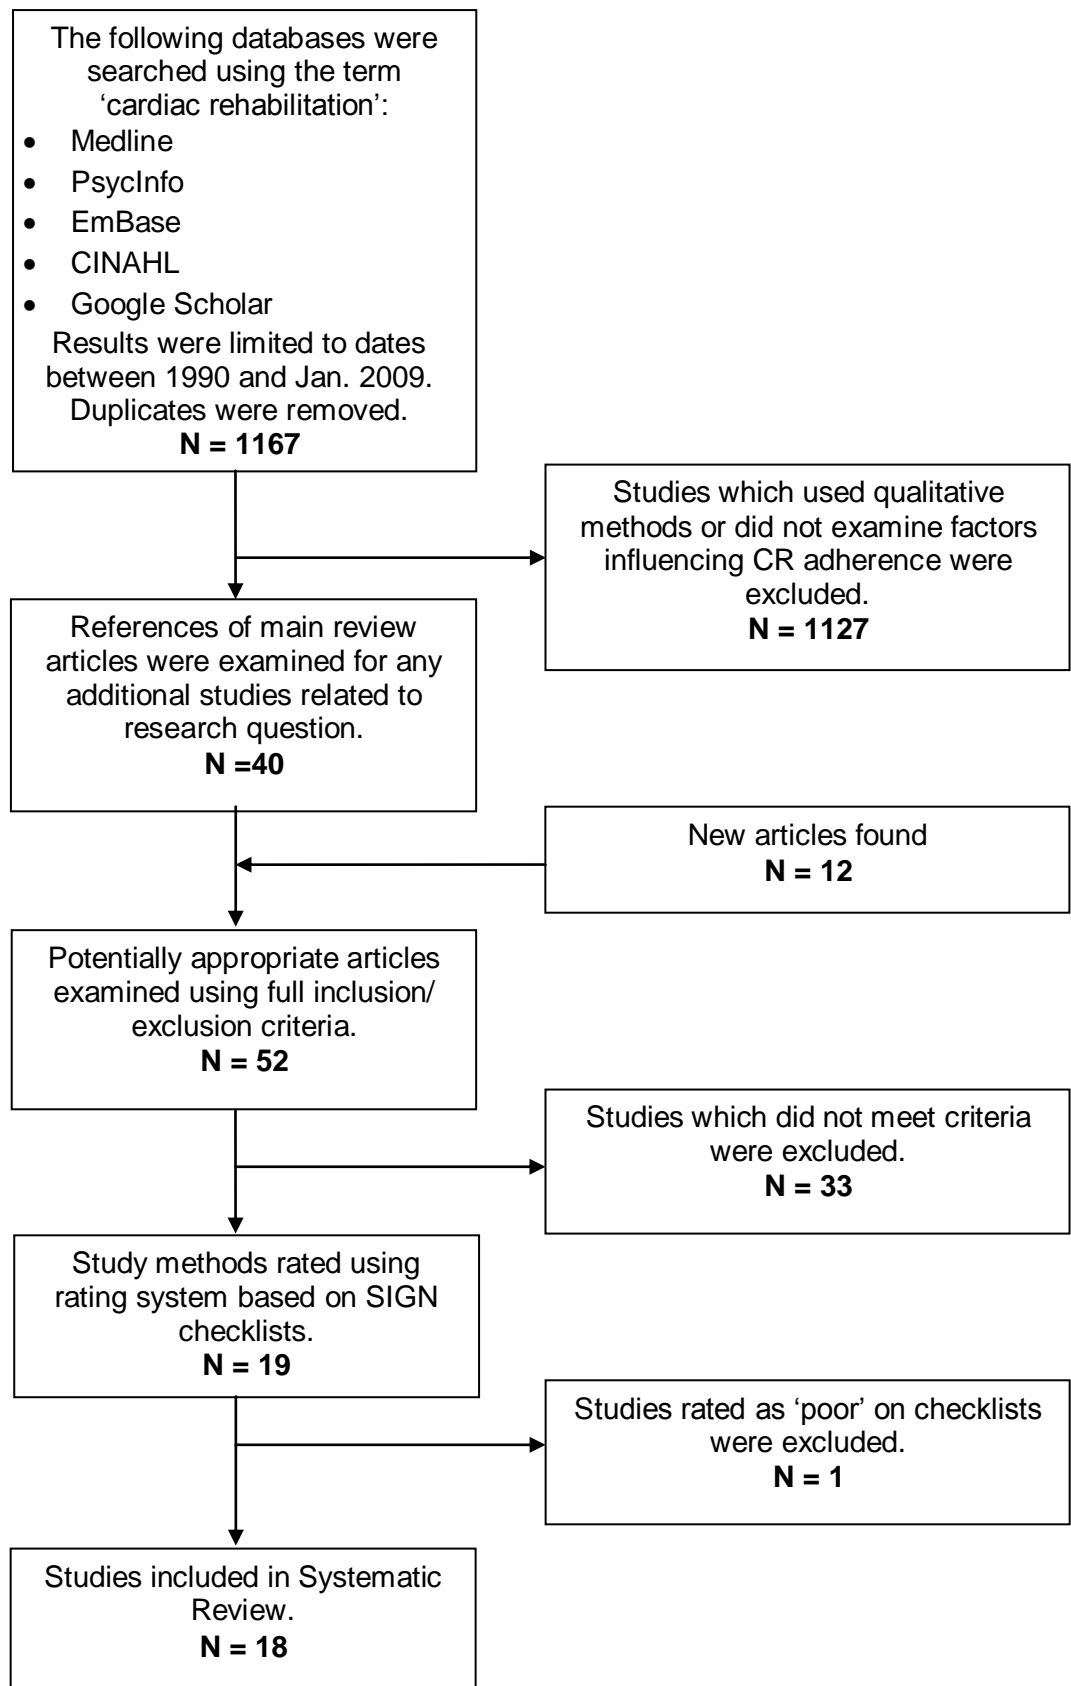 The following databases were
searched using the term
‘cardiac rehabilitation’:
• Medline
• PsycInfo
• EmBase
• CINAHL
• Google Scholar
Results were limited to dates
between 1990 and Jan. 2009.
Duplicates were removed.
N = 1167
Studies which used qualitative
methods or did not examine factors
influencing CR adherence were
excluded.
N = 1127
References of main review
articles were examined for any
additional studies related to
research question.
N =40
New articles found
N = 12
Potentially appropriate articles
examined using full inclusion/
exclusion criteria.
N = 52
Studies which did not meet criteria
were excluded.
N = 33
Study methods rated using
rating system based on SIGN
checklists.
N = 19
Studies rated as ‘poor’ on checklists
were excluded.
N = 1
Studies included in Systematic
Review.
N = 18